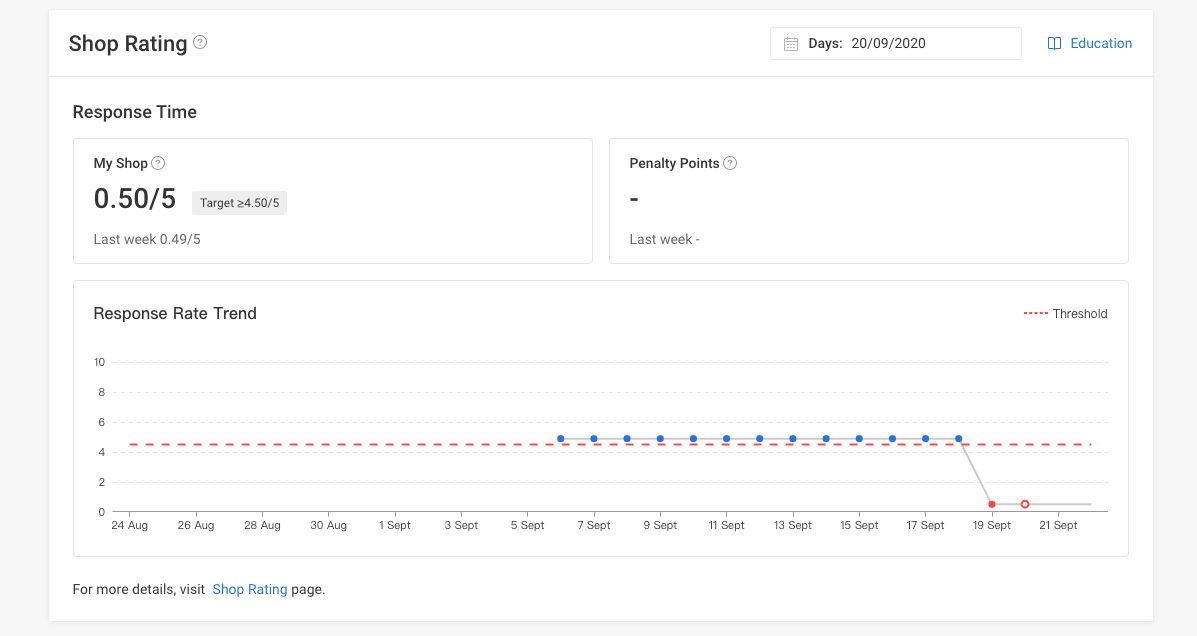 Shop Rating ?
Days: 20/09/2020
Education
Response Time
My Shop ?
0.50/5 Target ≥4.50/5
Last week 0.49/5
Penalty Points ?
-
Last week -
Response Rate Trend
Threshold
10
8
6
4
2
0
24 Aug 26 Aug 28 Aug 30 Aug 1 Sept 3 Sept 5 Sept 7 Sept 9 Sept 11 Sept 13 Sept 15 Sept 17 Sept 19 Sept 21 Sept
For more details, visit Shop Rating page.